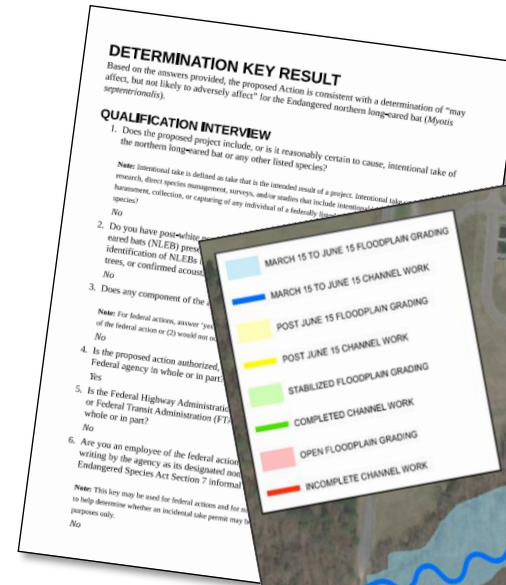 DETERMINATION KEY RESULT
Based on the answers provided, the proposed Action is consistent with a determination of "may
affect, but not likely to adversely affect" for the Endangered northern long-eared bat (Myotis
septentrionalis).
QUALIFICATION INTERVIEW
1. Does the proposed project include, or is it reasonably certain to cause, intentional take of
the northern long-eared bat or any other listed species?
Note: Intentional take is defined as take that is the intended result of a project. Intentional take
research, direct species management, surveys, and/or studies that include intentional
harassment, collection, or capturing of any individual of a federally
species?
No
2. Do you have post-white
eared bats (NLEB)
identification of NLEBs
trees, or confirmed
No
3. Does any component of the
Note: For federal actions, answer
of the federal action or (2) would not
No
4. Is the proposed action authorized,
Federal agency in whole or in part
Yes
5. Is the Federal Highway
or Federal Transit Administration
whole or in part?
No
6. Are you an employee of the federal action
writing by the agency as its designated
Endangered Species Act Section 7 informal
Note: This key may be used for federal actions and for
to help determine whether an incidental take permit may
purposes only.
No
MARCH 15 TO JUNE 15 FLOODPLAIN GRADING
MARCH 15 TO JUNE 15 CHANNEL WORK
POST JUNE 15 FLOODPLAIN GRADING
POST JUNE 15 CHANNEL WORK
STABILIZED FLOODPLAIN GRADING
COMPLETED CHANNEL WORK
OPEN FLOODPLAIN GRADING
INCOMPLETE CHANNEL WORK